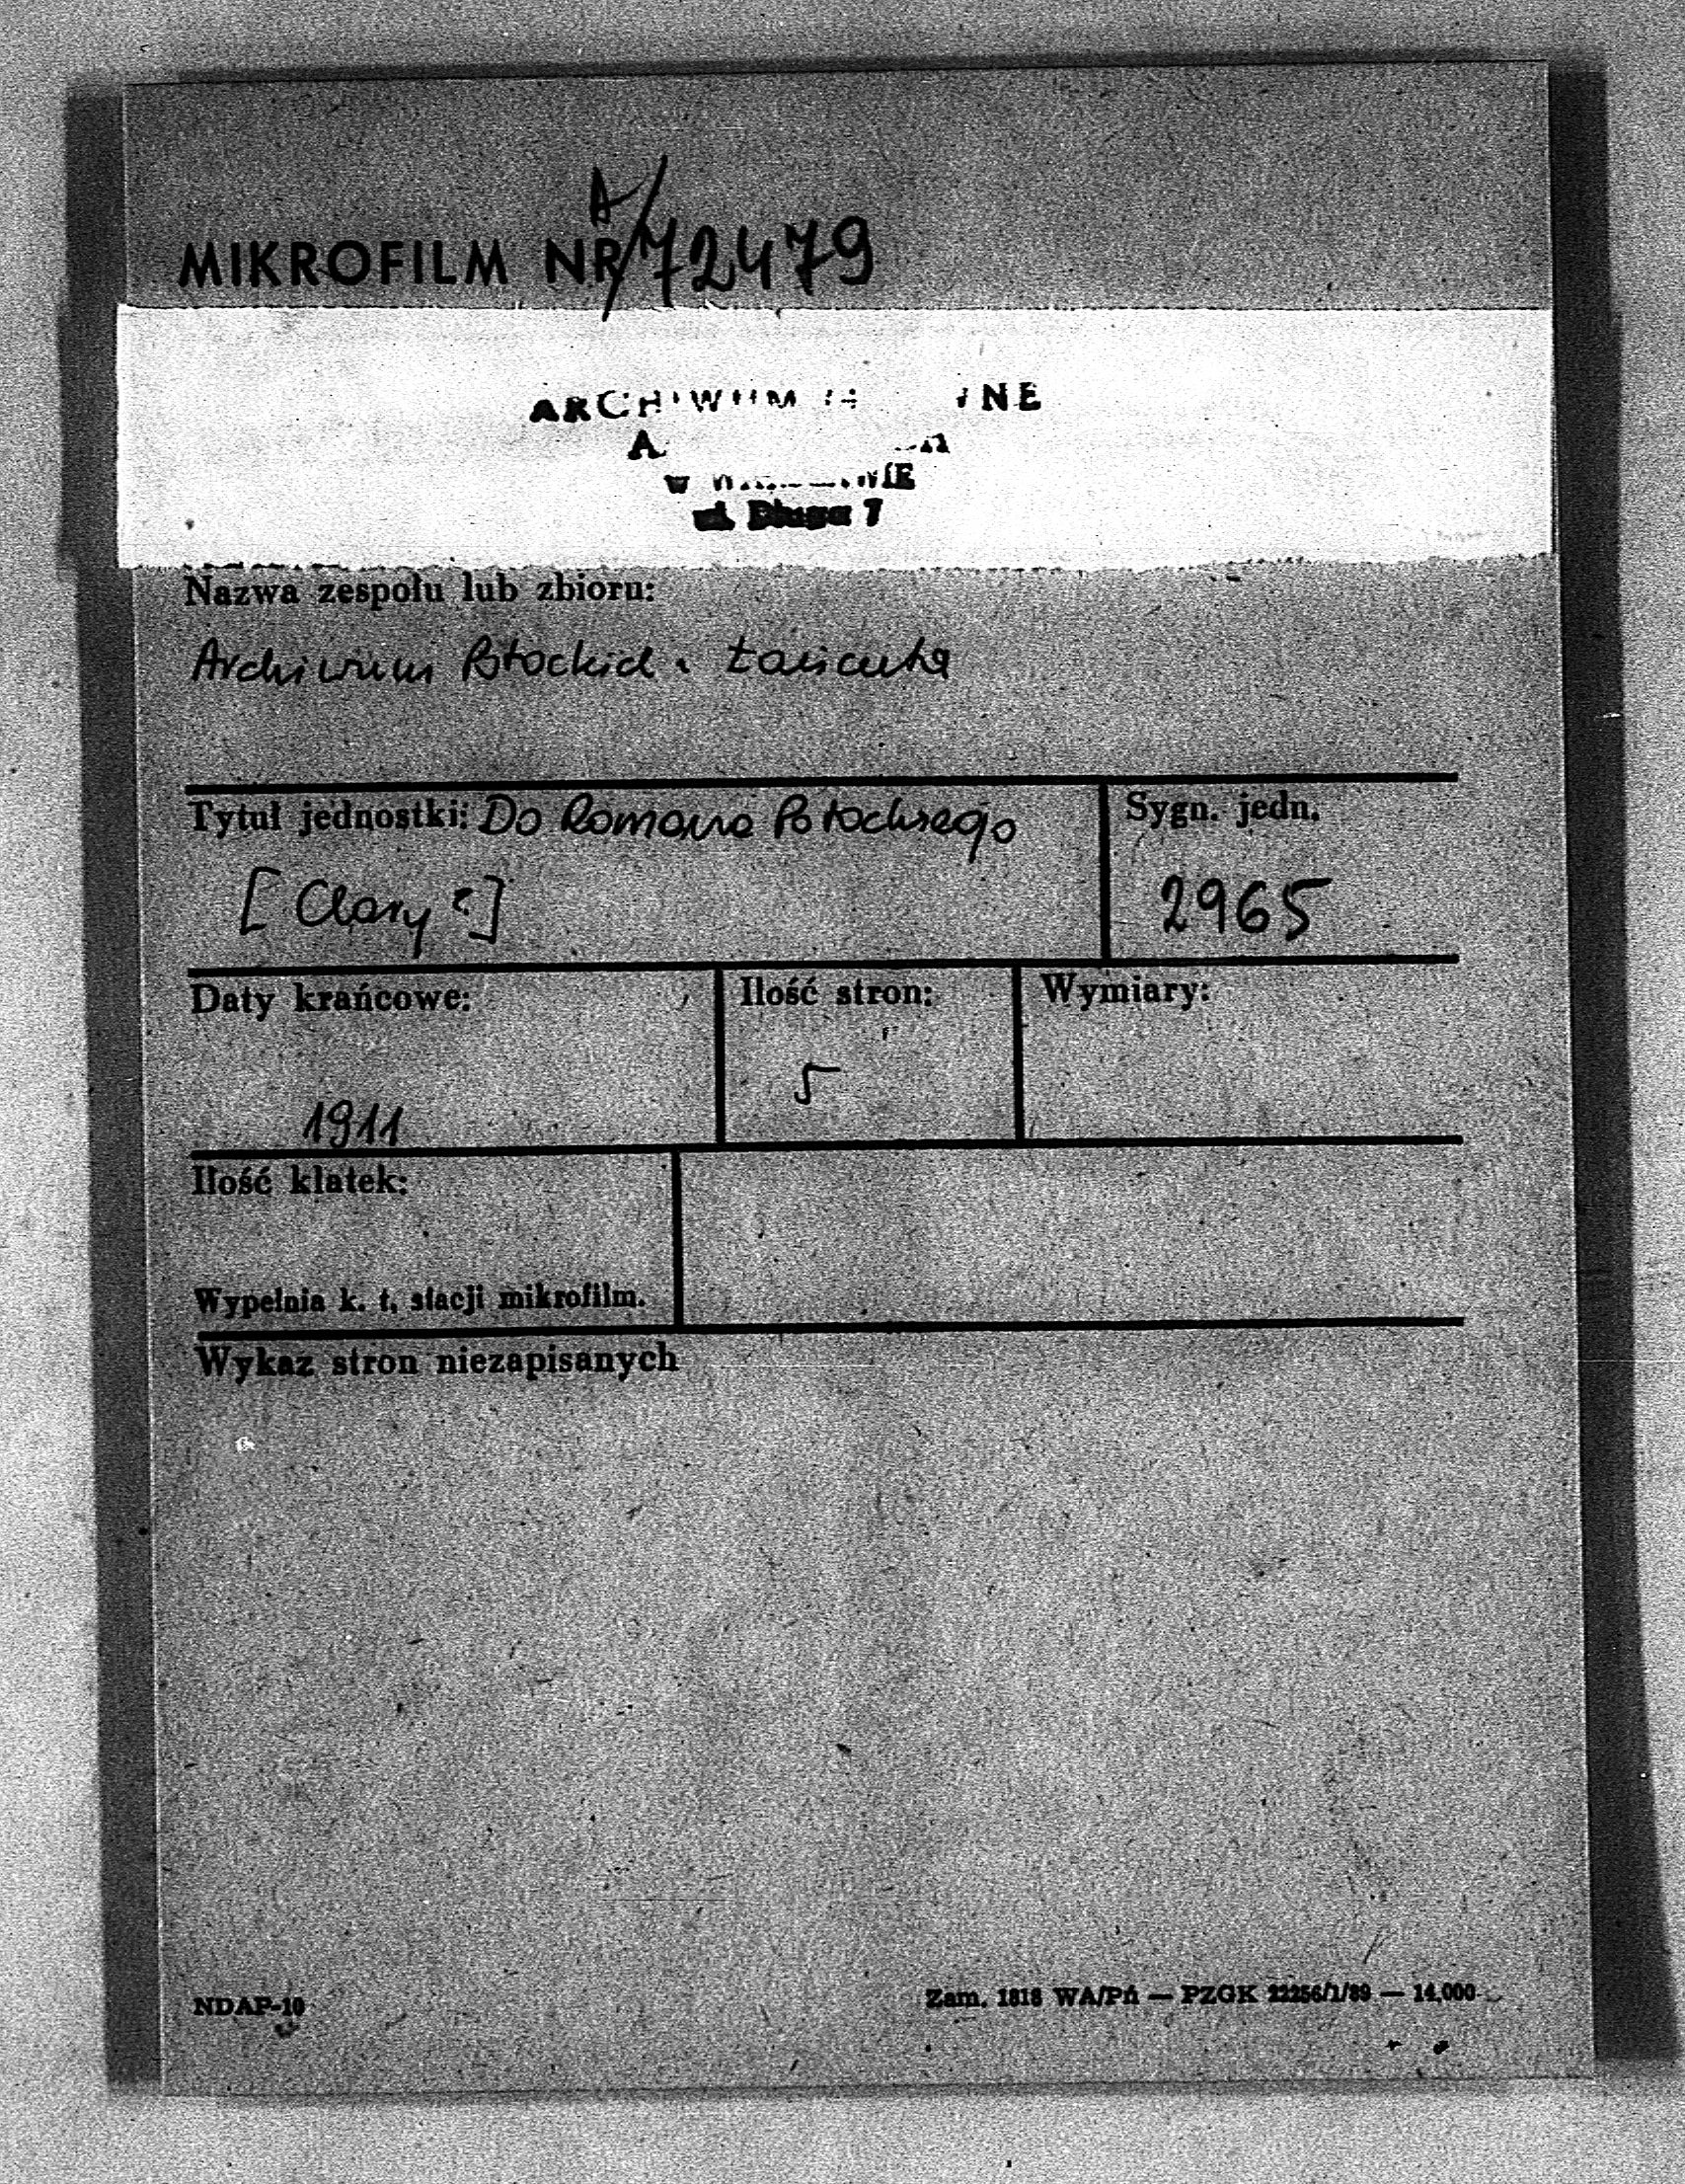 A/72479
MIKROFILM NR
ARCHIWUM
ul. Długa 7
Nazwa zespołu lub zbioru:
Archiwum Potockich z Łańcuta
Tytuł jednostki: Do Romana Potockiego
[Clary?]
Sygn. jedn.
2965
Daty krańcowe:
1911
Ilość stron:
5
Wymiary:
Ilość klatek:
Wypełnia k. t. stacji mikrofilm.
Wykaz stron niezapisanych
NDAP-10
Zam. 1818 WA/Pń — PZGK 22256/1/89 — 14.000